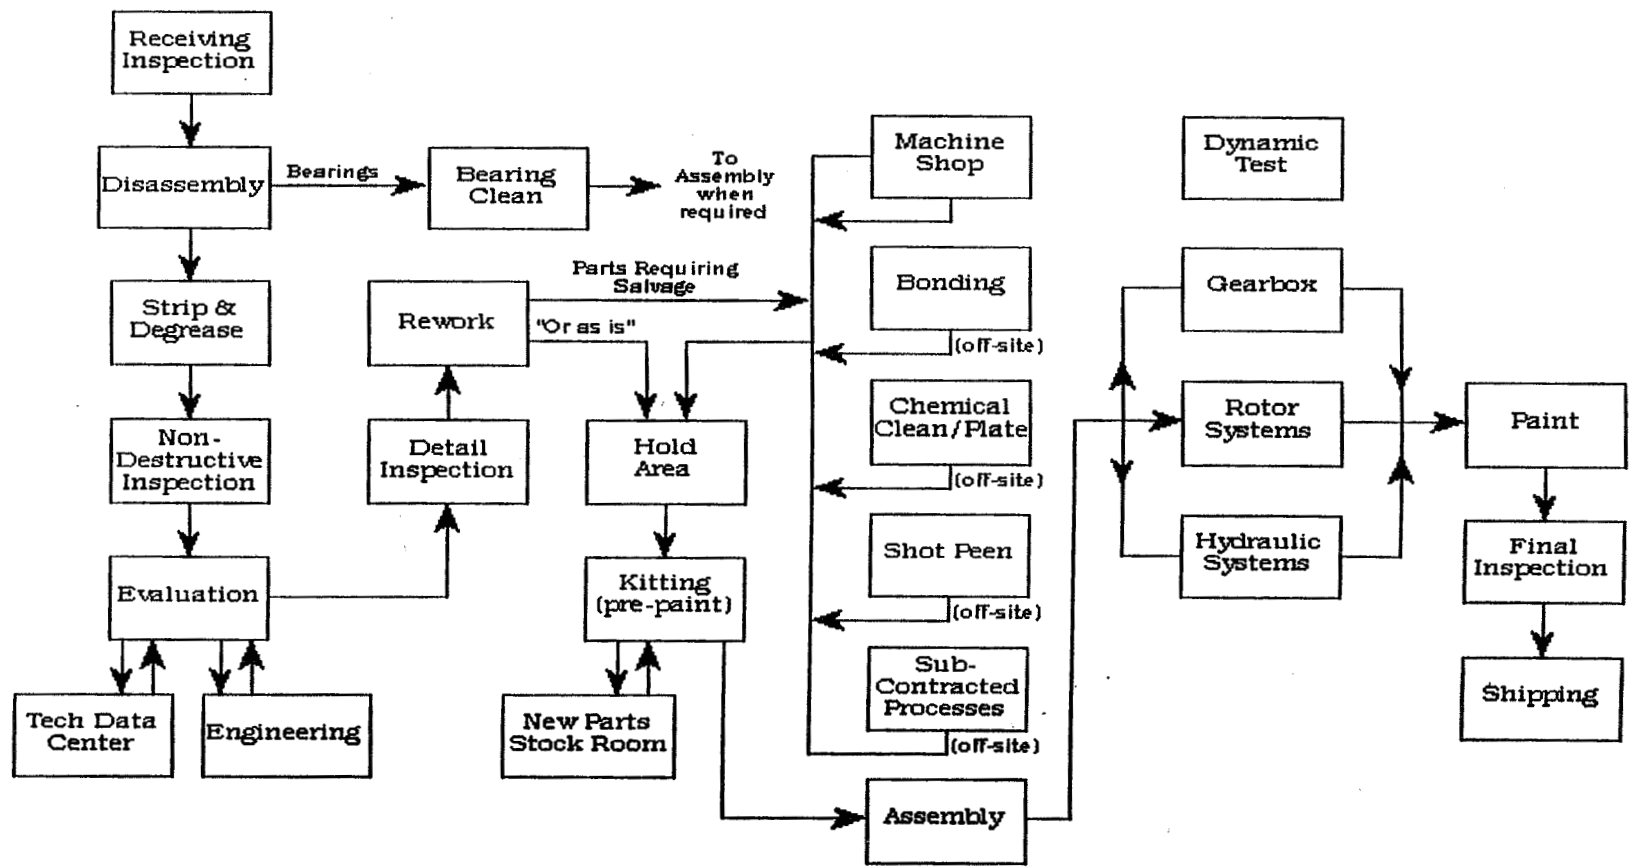 Receiving
Inspection
Disassembly
Bearings
Bearing
Clean
To
Assembly
when
required
Strip &
Degrease
Non-
Destructive
Inspection
Evaluation
Tech Data
Center
Engineering
Detail
Inspection
Rework
Parts Requiring
Salvage
"Or as is"
Hold
Area
Kitting
(pre-paint)
New Parts
Stock Room
Machine
Shop
Bonding
(off-site)
Chemical
Clean/Plate
(off-site)
Shot Peen
(off-site)
Sub-
Contracted
Processes
(off-site)
Assembly
Dynamic
Test
Gearbox
Rotor
Systems
Hydraulic
Systems
Paint
Final
Inspection
Shipping